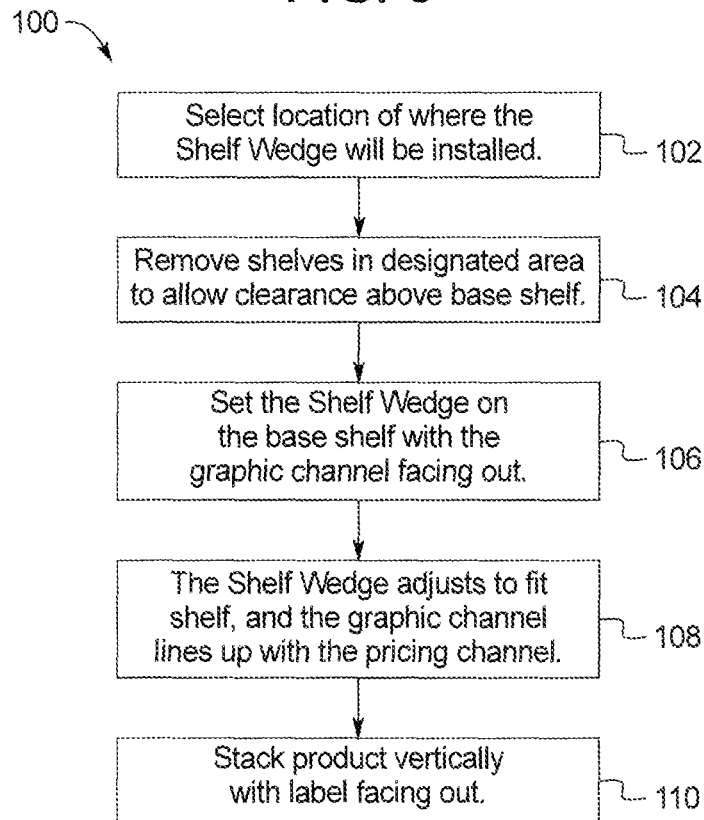 100
Select location of where the
Shelf Wedge will be installed.
102
Remove shelves in designated area
to allow clearance above base shelf.
104
Set the Shelf Wedge on
the base shelf with the
graphic channel facing out.
106
The Shelf Wedge adjusts to fit
shelf, and the graphic channel
lines up with the pricing channel.
108
Stack product vertically
with label facing out.
110